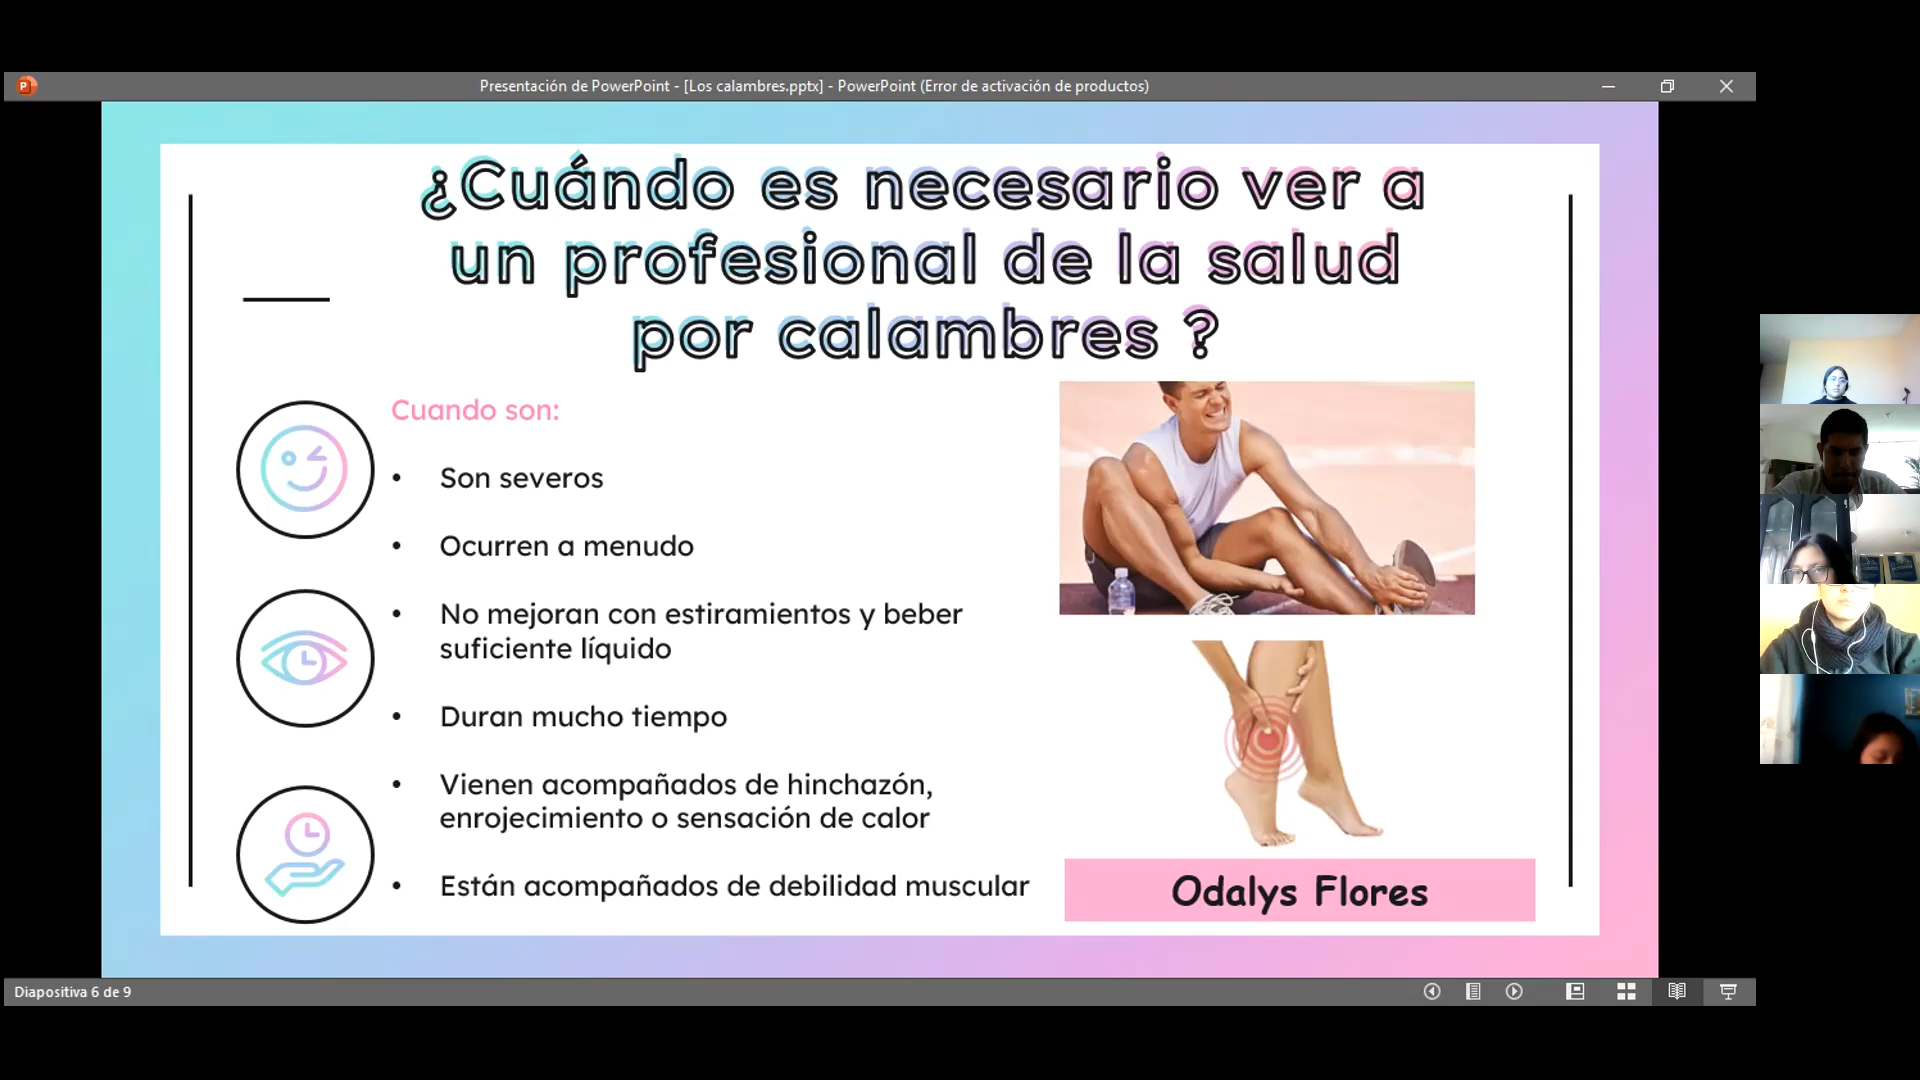 Presentación de PowerPoint - [Los calambres.pptx] - PowerPoint (Error de activación de productos)
¿Cuándo es necesario ver a
un profesional de la salud
por calambres ?
Cuando son:
• Son severos
• Ocurren a menudo
• No mejoran con estiramientos y beber
suficiente líquido
• Duran mucho tiempo
• Vienen acompañados de hinchazón,
enrojecimiento o sensación de calor
• Están acompañados de debilidad muscular
Odalys Flores
Diapositiva 6 de 9